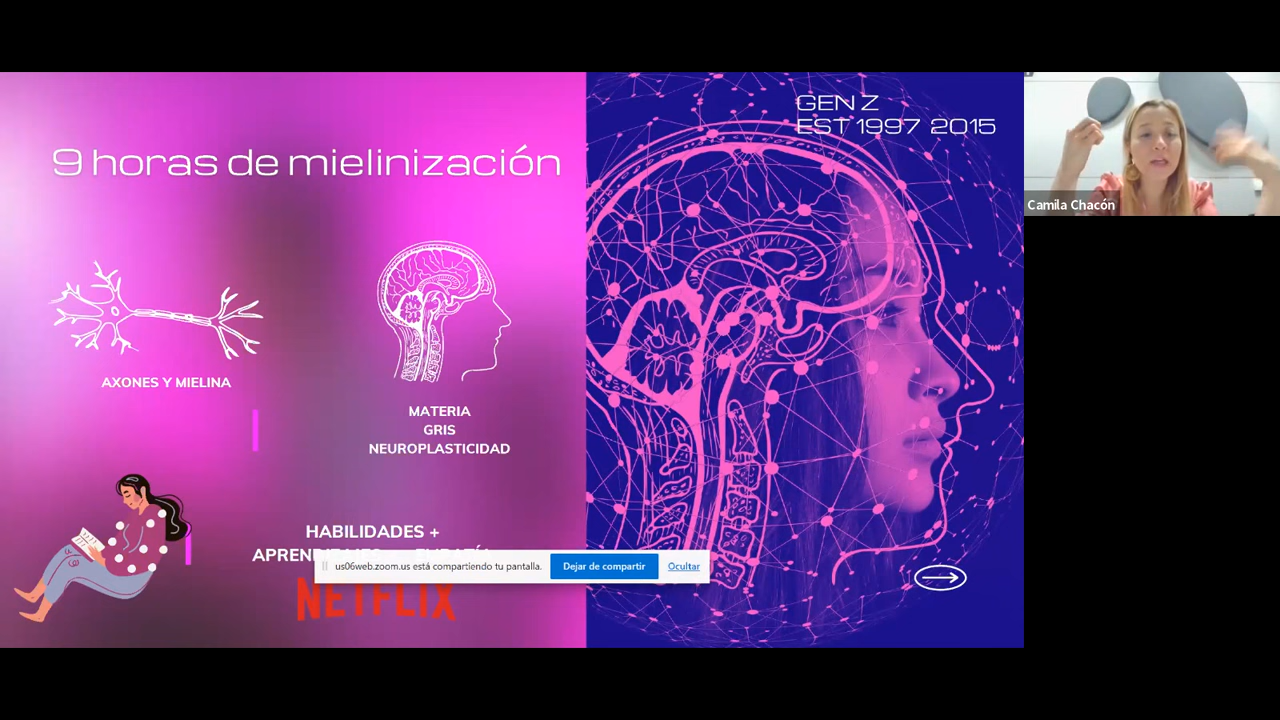 9 horas de mielinización
GEN Z
EST 1997 2015
Camila Chacón
AXONES Y MIELINA
MATERIA
GRIS
NEUROPLASTICIDAD
HABILIDADES +
us06web.zoom.us está compartiendo tu pantalla.
Dejar de compartir
Ocultar
NETFLIX